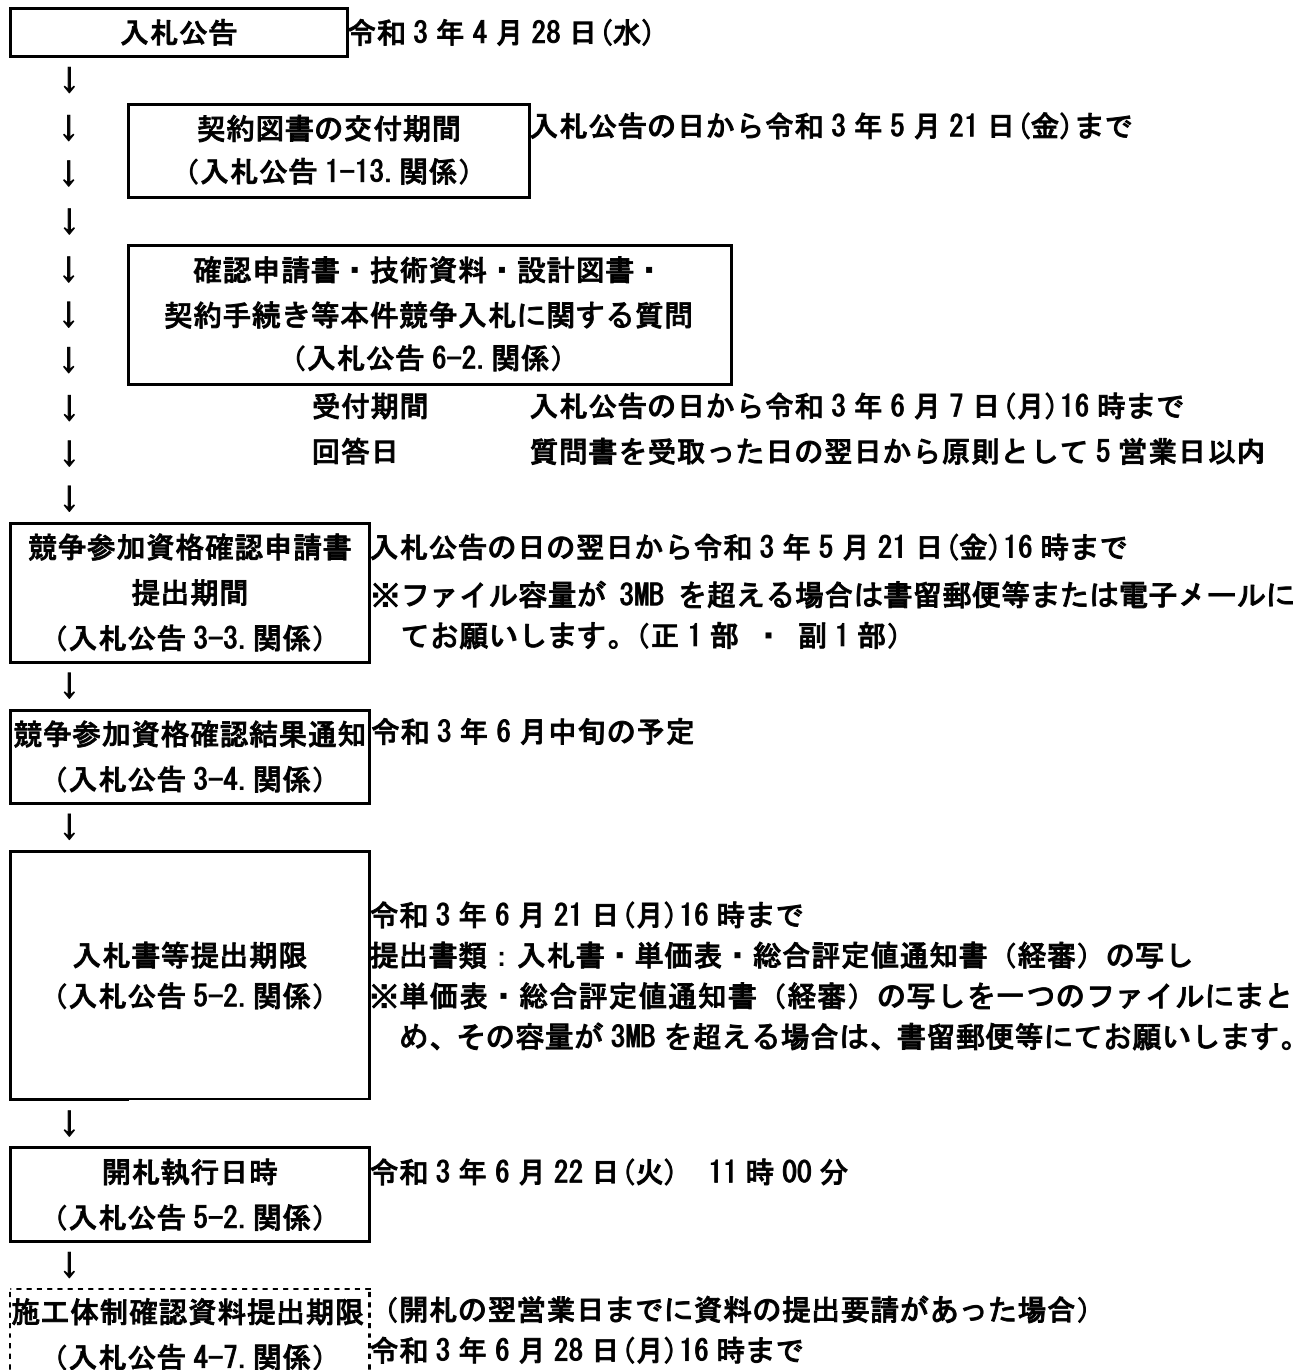 入札公告 令和３年４月28日(水)
↓
↓ 契約図書の交付期間 入札公告の日から令和３年５月21日(金)まで
↓ （入札公告1-13.関係）
↓
↓ 確認申請書・技術資料・設計図書・
↓ 契約手続き等本件競争入札に関する質問
↓ （入札公告6-2.関係）
↓ 受付期間 入札公告の日から令和３年６月７日(月)16時まで
↓ 回答日 質問書を受取った日の翌日から原則として５営業日以内
↓
競争参加資格確認申請書 入札公告の日の翌日から令和３年５月21日(金)16時まで
提出期間 ※ファイル容量が 3MB を超える場合は書留郵便等または電子メールに
（入札公告3-3.関係） てお願いします。（正１部 ・ 副１部）
↓
競争参加資格確認結果通知 令和３年６月中旬の予定
（入札公告3-4.関係）
↓
令和３年６月21日(月)16時まで
入札書等提出期限 提出書類：入札書・単価表・総合評定値通知書（経審）の写し
（入札公告5-2.関係） ※単価表・総合評定値通知書（経審）の写しを一つのファイルにまと
め、その容量が3MBを超える場合は、書留郵便等にてお願いします。
↓
開札執行日時 令和３年６月22日(火) 11時00分
（入札公告5-2.関係）
↓
施工体制確認資料提出期限 （開札の翌営業日までに資料の提出要請があった場合）
（入札公告4-7.関係） 令和３年６月28日(月)16時まで